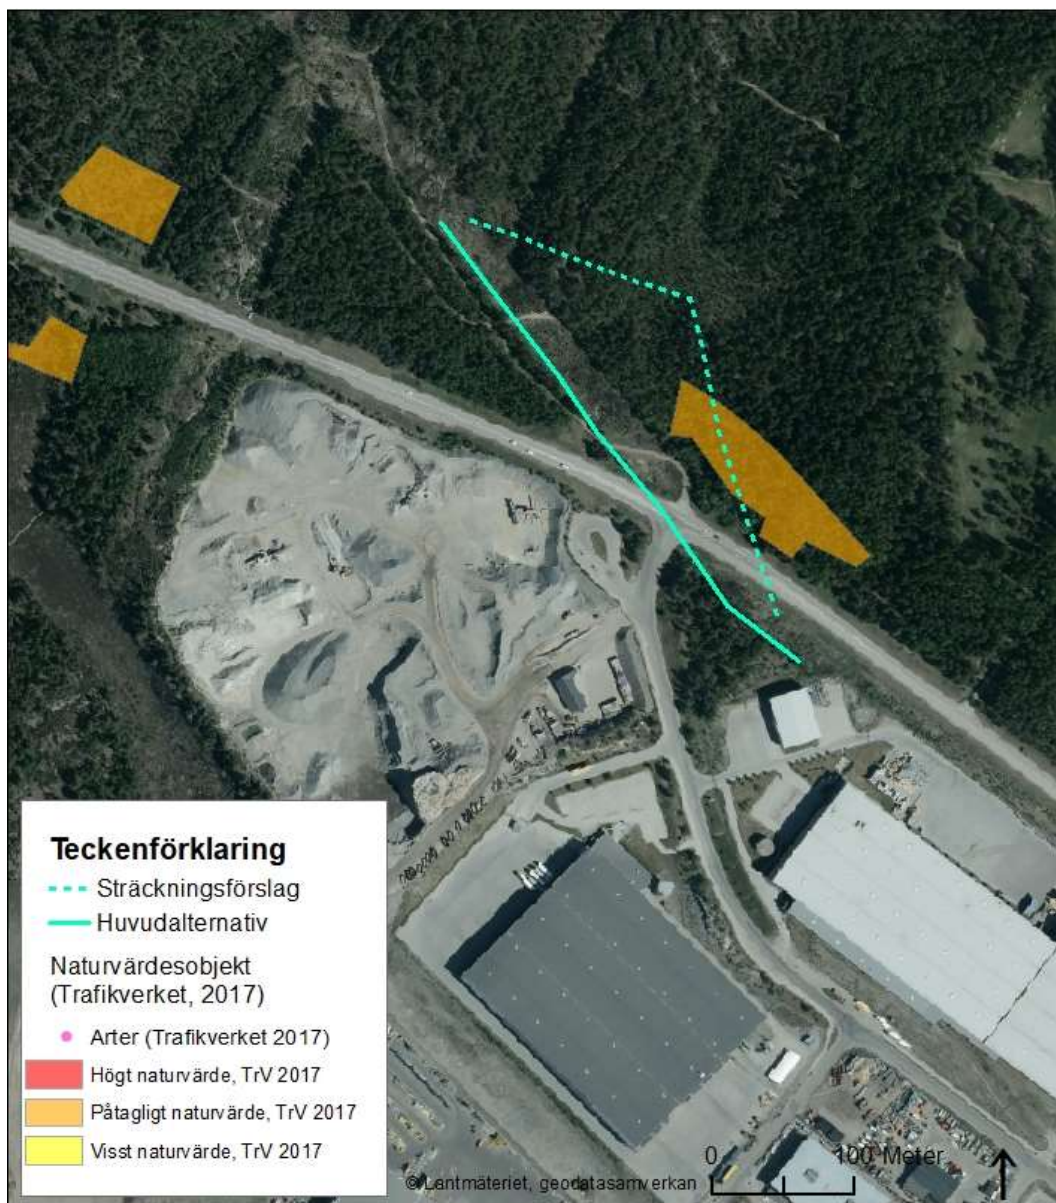 Teckenförklaring
Sträckningsförslag
Huvudalternativ
Naturvärdesobjekt
(Trafikverket, 2017)
Arter (Trafikverket 2017)
Högt naturvärde, TrV 2017
Påtagligt naturvärde, TrV 2017
Visst naturvärde, TrV 2017
0 100 Meter
© Lantmäteriet, geodatasamverkan